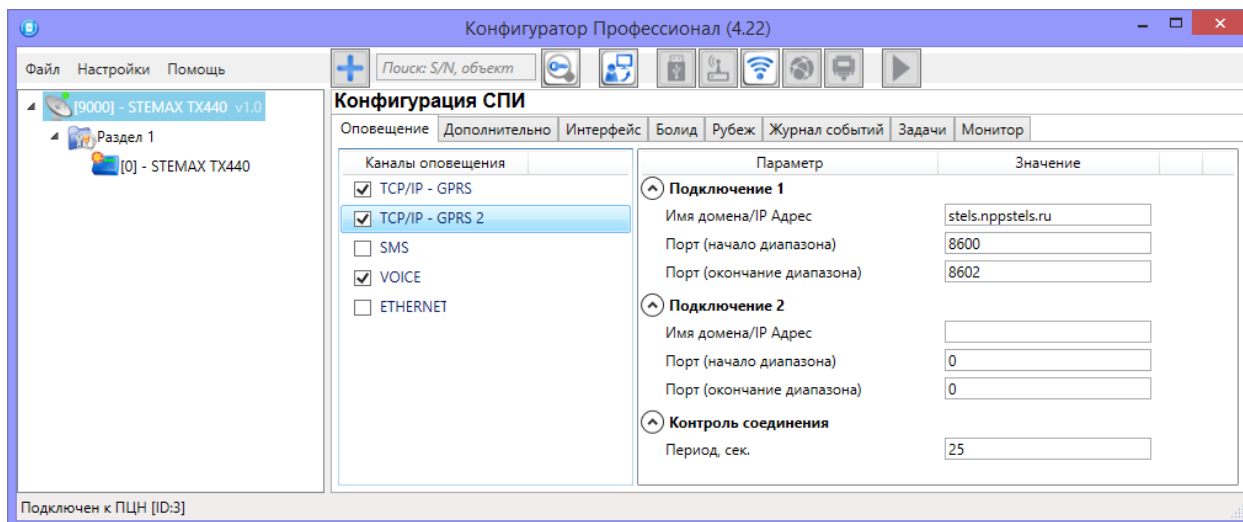 Конфигуратор Профессионал (4.22)
Файл Настройки Помощь
Поиск: S/N, объект
[9000] - STEMAX TX440 v1.0
Раздел 1
[0] - STEMAX TX440
Конфигурация СПИ
Оповещение Дополнительно Интерфейс Болид Рубеж Журнал событий Задачи Монитор
Каналы оповещения
TCP/IP - GPRS
TCP/IP - GPRS 2
SMS
VOICE
ETHERNET
Параметр Значение
Подключение 1
Имя домена/IP Адрес stels.nppstels.ru
Порт (начало диапазона) 8600
Порт (окончание диапазона) 8602
Подключение 2
Имя домена/IP Адрес
Порт (начало диапазона) 0
Порт (окончание диапазона) 0
Контроль соединения
Период, сек. 25
Подключен к ПЦН [ID:3]